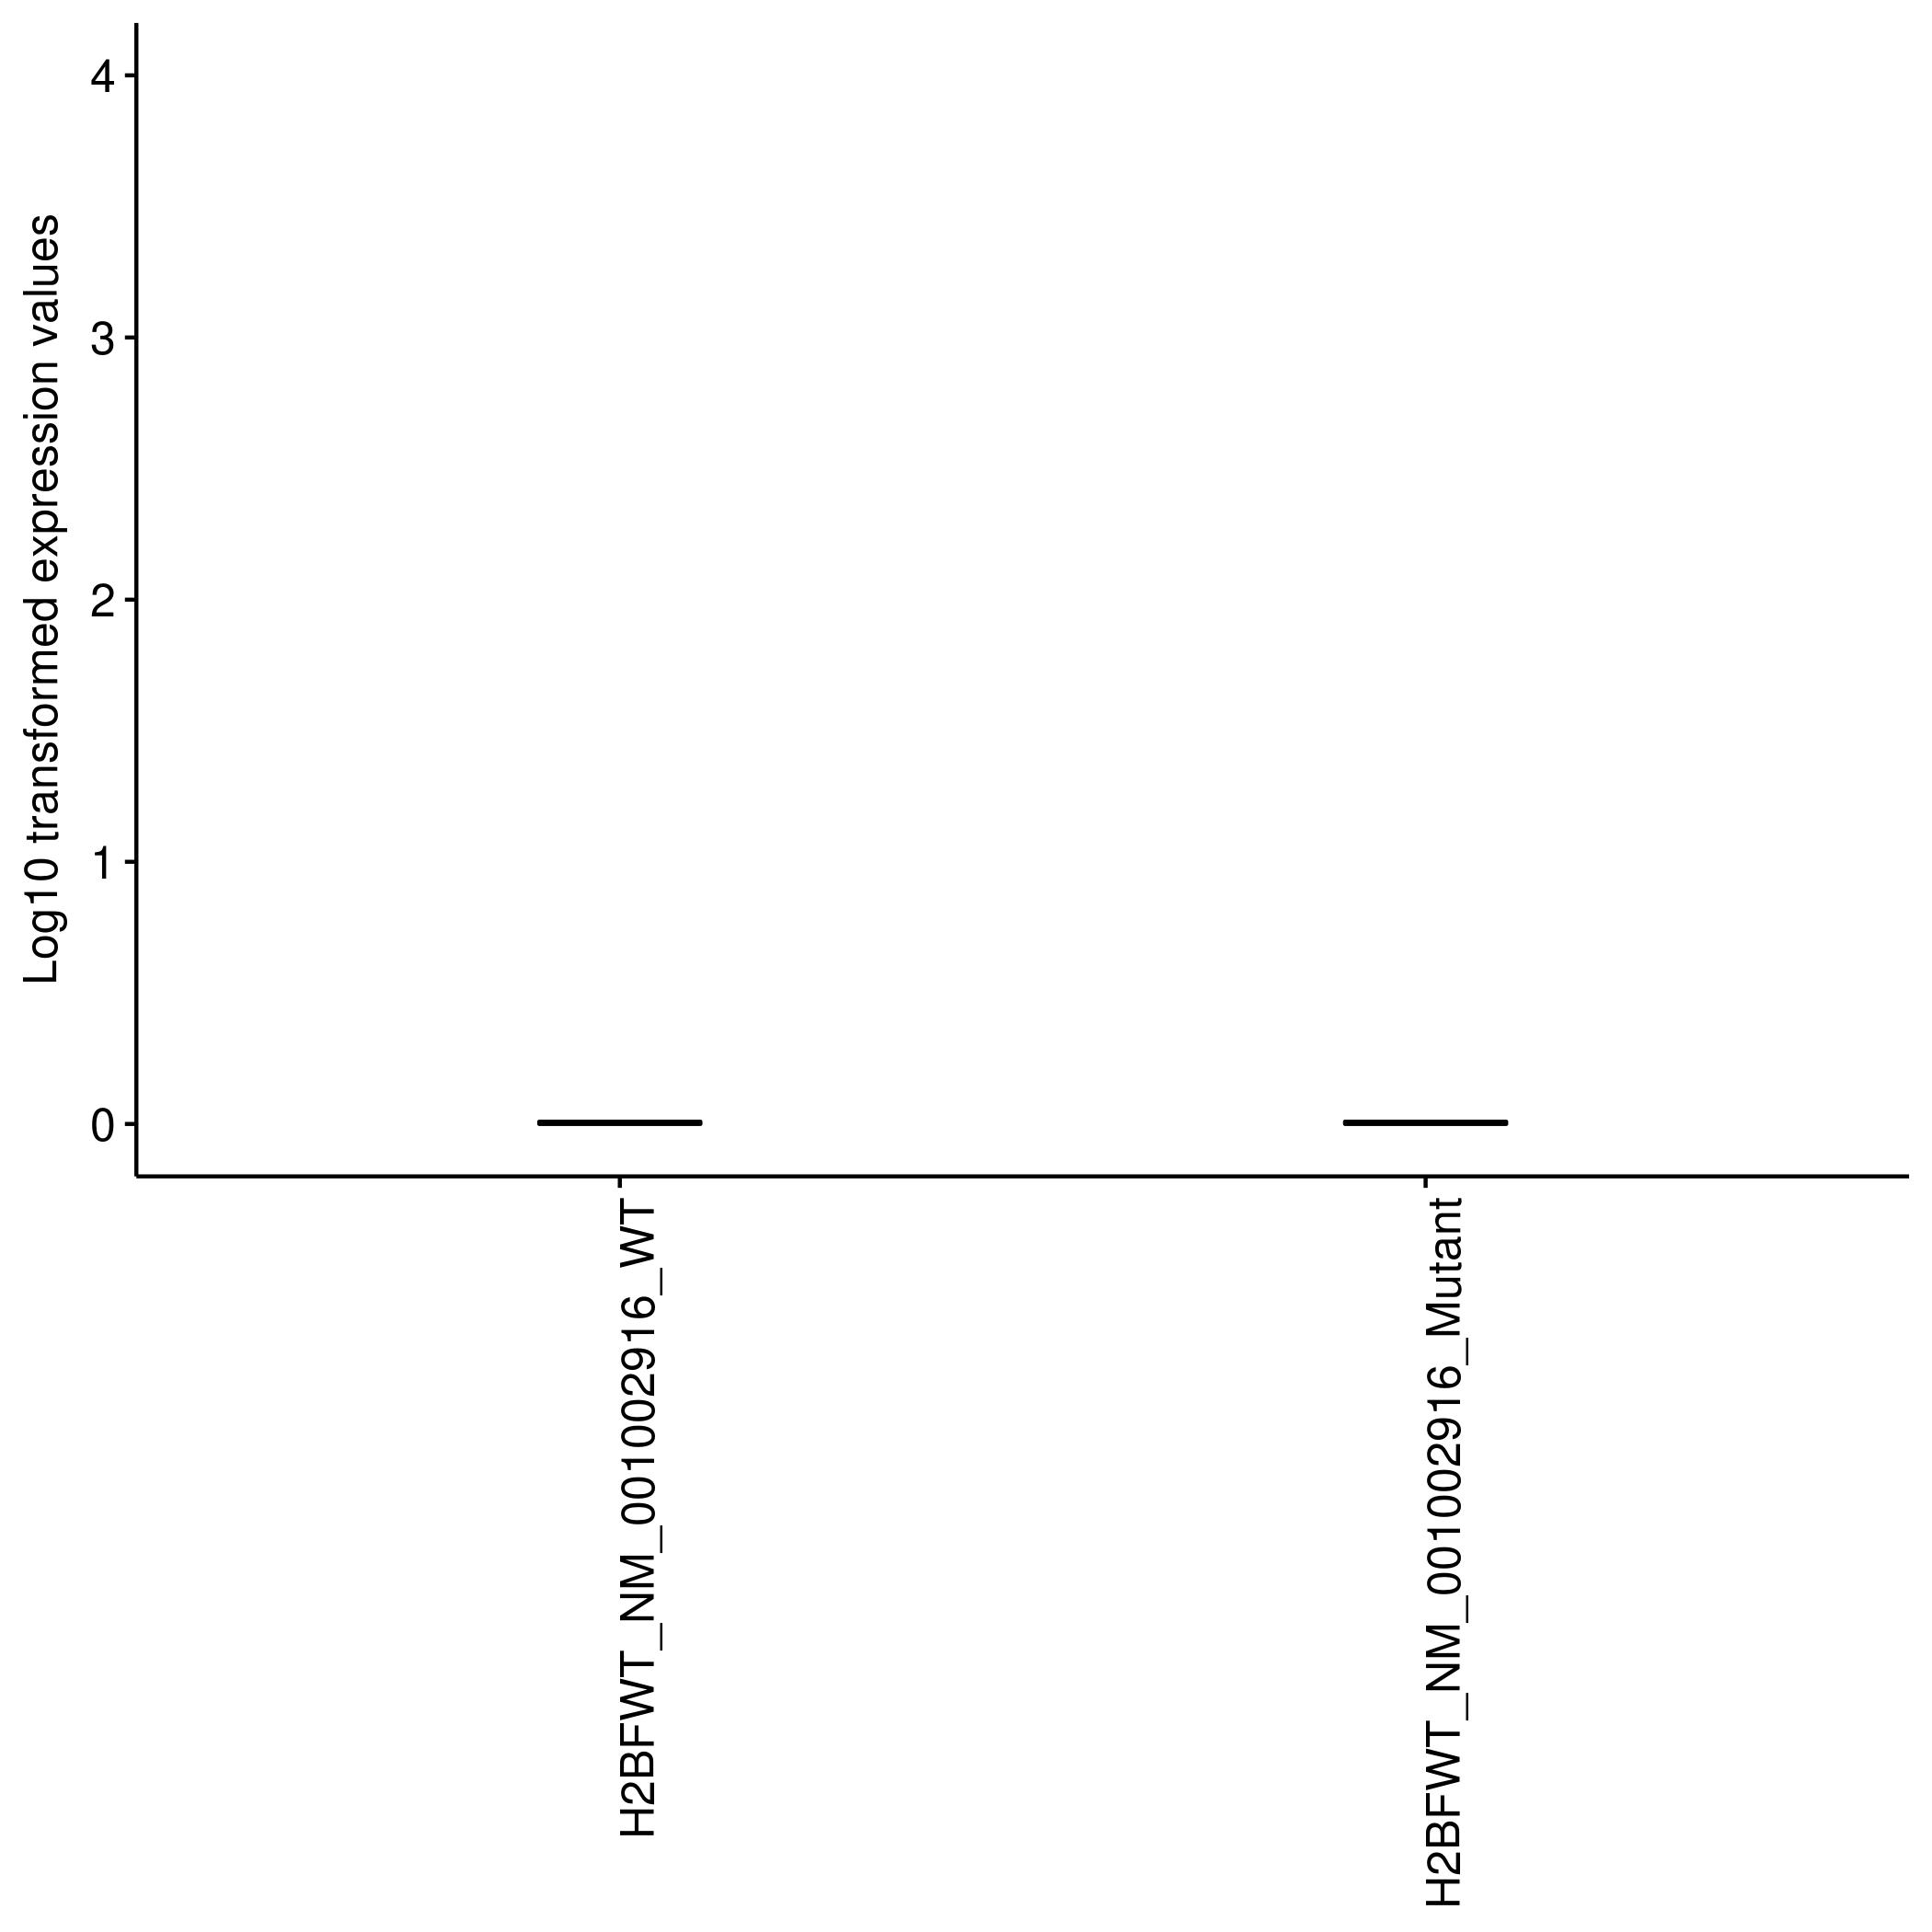 Log10 transformed expression values
4
3
2
1
0
H2BFWT_NM_001002916_WT
H2BFWT_NM_001002916_Mutant